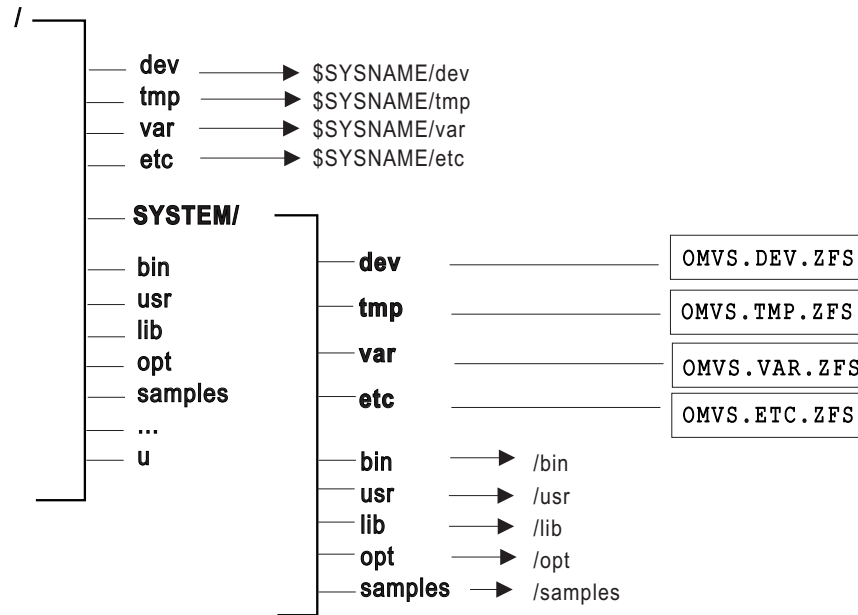 /
dev $SYSNAME/dev
tmp $SYSNAME/tmp
var $SYSNAME/var
etc $SYSNAME/etc
SYSTEM/
bin
usr
lib
opt
samples
...
u
dev OMVS.DEV.ZFS
tmp OMVS.TMP.ZFS
var OMVS.VAR.ZFS
etc OMVS.ETC.ZFS
bin /bin
usr /usr
lib /lib
opt /opt
samples /samples